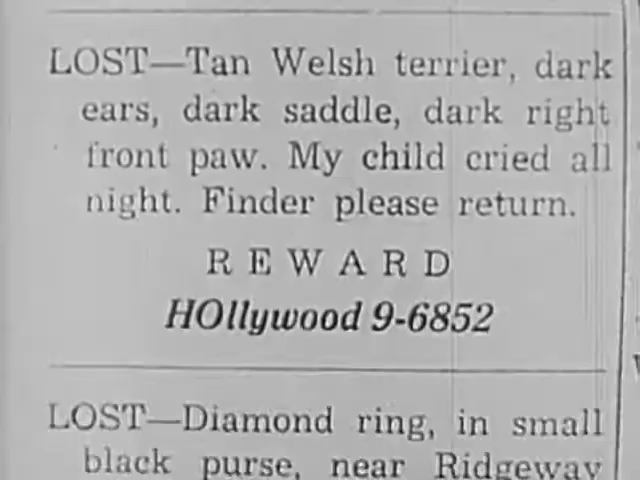 LOST—Tan Welsh terrier, dark
ears, dark saddle, dark right
front paw. My child cried all
night. Finder please return.
REWARD
HOllywood 9-6852
LOST—Diamond ring, in small
black purse, near Ridgeway